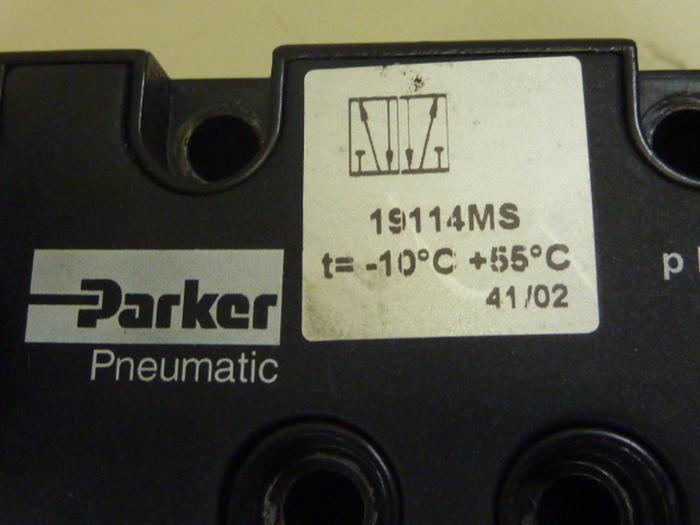 19114MS
t= -10°C +55°C
41/02
Parker
Pneumatic
p